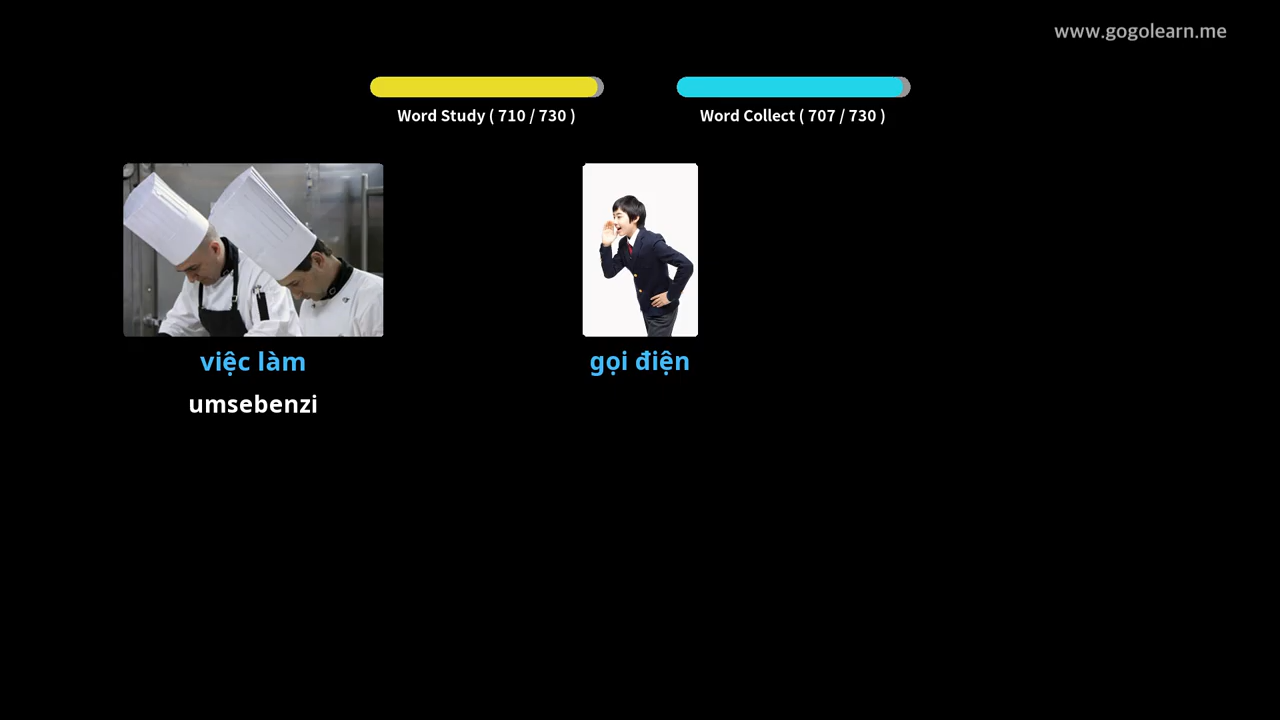 www.gogolearn.me
Word Study ( 710 / 730 )
Word Collect ( 707 / 730 )
việc làm
umsebenzi
gọi điện